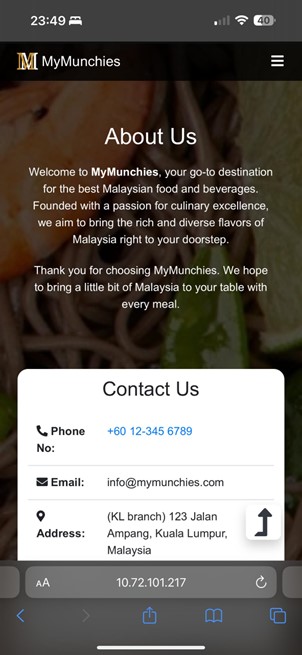 23:49
40
M MyMunchies
About Us
Welcome to MyMunchies, your go-to destination
for the best Malaysian food and beverages.
Founded with a passion for culinary excellence,
we aim to bring the rich and diverse flavors of
Malaysia right to your doorstep.
Thank you for choosing MyMunchies. We hope
to bring a little bit of Malaysia to your table with
every meal.
Contact Us
Phone No: +60 12-345 6789
Email: info@mymunchies.com
Address: (KL branch) 123 Jalan
Ampang, Kuala Lumpur,
Malaysia
AA 10.72.101.217